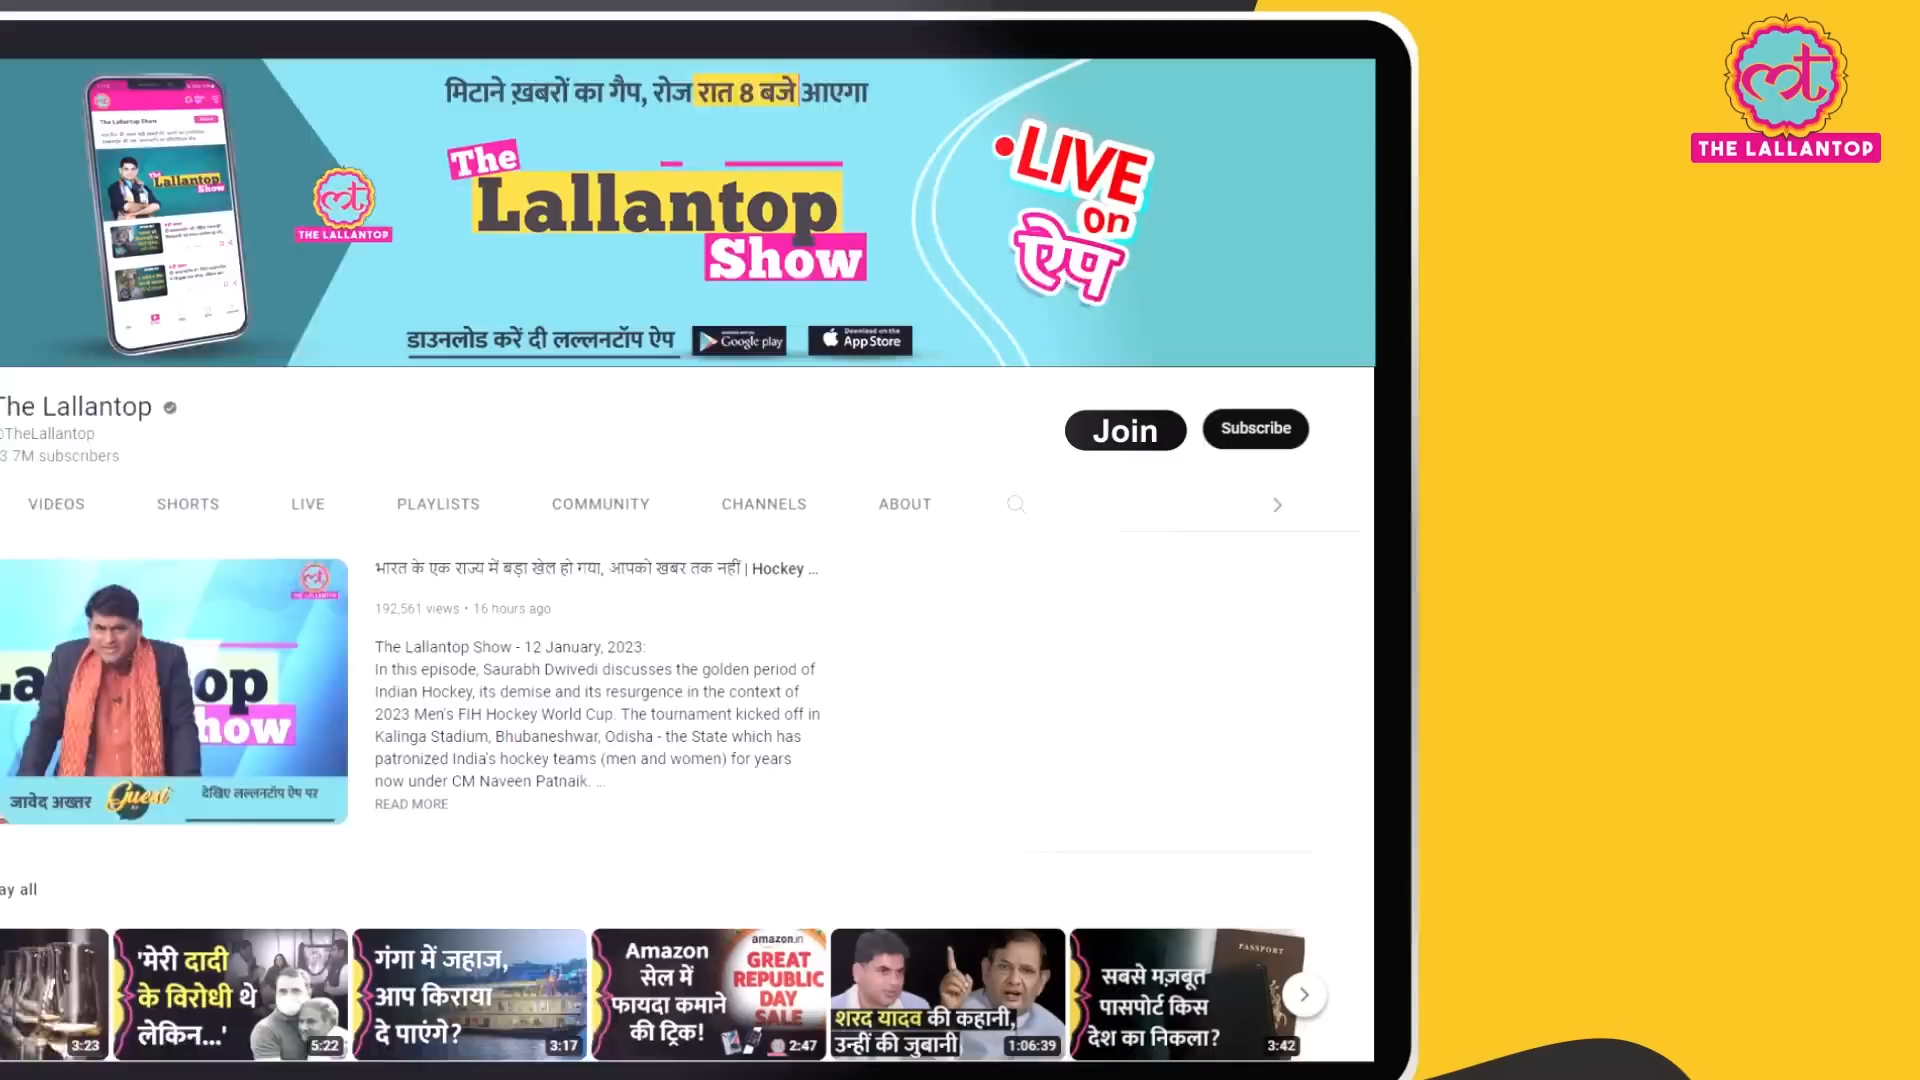 मिटाने ख़बरों का गैप, रोज रात 8 बजे आएगा
The
Lallantop
Show
THE LALLANTOP
LIVE
on
ऐप
डाउनलोड करें दी लल्लनटॉप ऐप
Google play
Download on the
App Store
THE LALLANTOP
The Lallantop
@TheLallantop
3 7M subscribers
Join
Subscribe
VIDEOS SHORTS LIVE PLAYLISTS COMMUNITY CHANNELS ABOUT
भारत के एक राज्य में बड़ा खेल हो गया, आपको खबर तक नहीं | Hockey ...
192,561 views • 16 hours ago
The Lallantop Show - 12 January, 2023:
In this episode, Saurabh Dwivedi discusses the golden period of
Indian Hockey, its demise and its resurgence in the context of
2023 Men's FIH Hockey World Cup. The tournament kicked off in
Kalinga Stadium, Bhubaneshwar, Odisha - the State which has
patronized India's hockey teams (men and women) for years
now under CM Naveen Patnaik. ...
READ MORE
जावेद अख्तर
Guest
देखिए लल्लनटॉप ऐप पर
ay all
3:23
'मेरी दादी
के विरोधी थे
लेकिन...'
5:22
गंगा में जहाज,
आप किराया
दे पाएंगे?
3:17
Amazon
सेल में
फायदा कमाने
की ट्रिक!
amazon.in
GREAT
REPUBLIC
DAY
SALE
2:47
शरद यादव की कहानी,
उन्हीं की जुबानी
1:06:39
PASSPORT
सबसे मज़बूत
पासपोर्ट किस
देश का निकला?
3:42